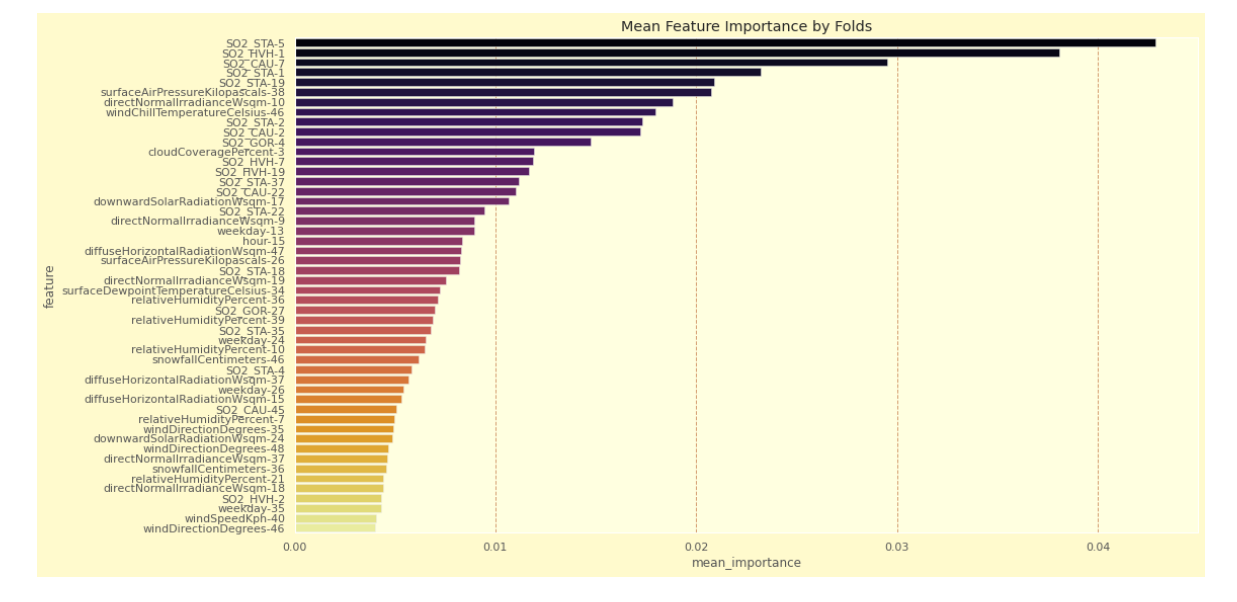 Mean Feature Importance by Folds
SO2_STA-5
SO2_HVH-1
SO2_CAU-7
SO2_STA-1
SO2_STA-19
surfaceAirPressureKilopascals-38
directNormalIrradianceWsqm-10
windChillTemperatureCelsius-46
SO2_STA-2
SO2_CAU-2
SO2_GOR-4
cloudCoveragePercent-3
SO2_HVH-7
SO2_HVH-19
SO2_STA-37
SO2_CAU-22
downwardSolarRadiationWsqm-17
SO2_STA-22
directNormalIrradianceWsqm-9
weekday-13
hour-15
diffuseHorizontalRadiationWsqm-47
surfaceAirPressureKilopascals-26
SO2_STA-18
directNormalIrradianceWsqm-19
surfaceDewpointTemperatureCelsius-34
relativeHumidityPercent-36
SO2_GOR-27
relativeHumidityPercent-39
SO2_STA-35
weekday-24
relativeHumidityPercent-10
snowfallCentimeters-46
SO2_STA-4
diffuseHorizontalRadiationWsqm-37
weekday-26
diffuseHorizontalRadiationWsqm-15
SO2_CAU-45
relativeHumidityPercent-7
windDirectionDegrees-35
downwardSolarRadiationWsqm-24
windDirectionDegrees-48
directNormalIrradianceWsqm-37
snowfallCentimeters-36
relativeHumidityPercent-21
directNormalIrradianceWsqm-18
SO2_HVH-2
weekday-35
windSpeedKph-40
windDirectionDegrees-46
feature
0.00 0.01 0.02 0.03 0.04
mean_importance